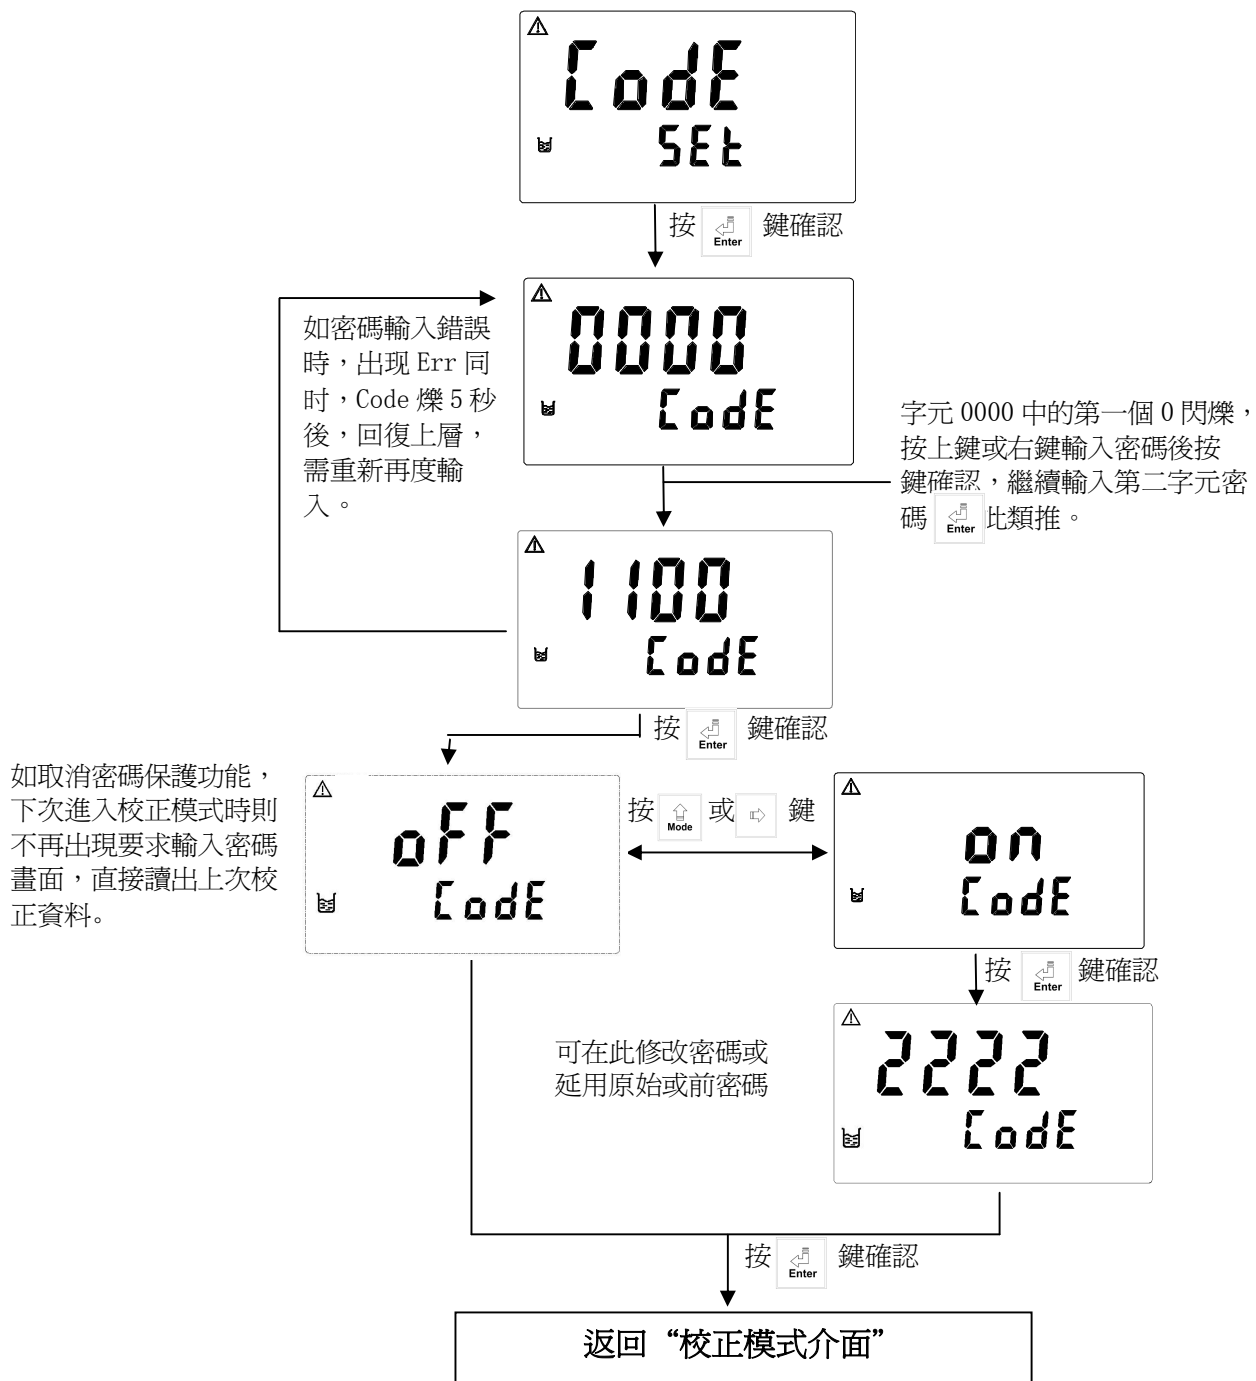 CodE
SEt
按 Enter 鍵確認
0000
CodE
如密碼輸入錯誤
時，出现 Err 同
时，Code 爍 5 秒
後，回復上層，
需重新再度輸
入。
字元 0000 中的第一個 0 閃爍，
按上鍵或右鍵輸入密碼後按
鍵確認，繼續輸入第二字元密
碼 Enter 此類推。
1100
CodE
按 Enter 鍵確認
如取消密碼保護功能，
下次進入校正模式時則
不再出現要求輸入密碼
畫面，直接讀出上次校
正資料。
oFF
CodE
按 Mode 或 鍵
on
CodE
按 Enter 鍵確認
可在此修改密碼或
延用原始或前密碼
2222
CodE
按 Enter 鍵確認
返回“校正模式介面”